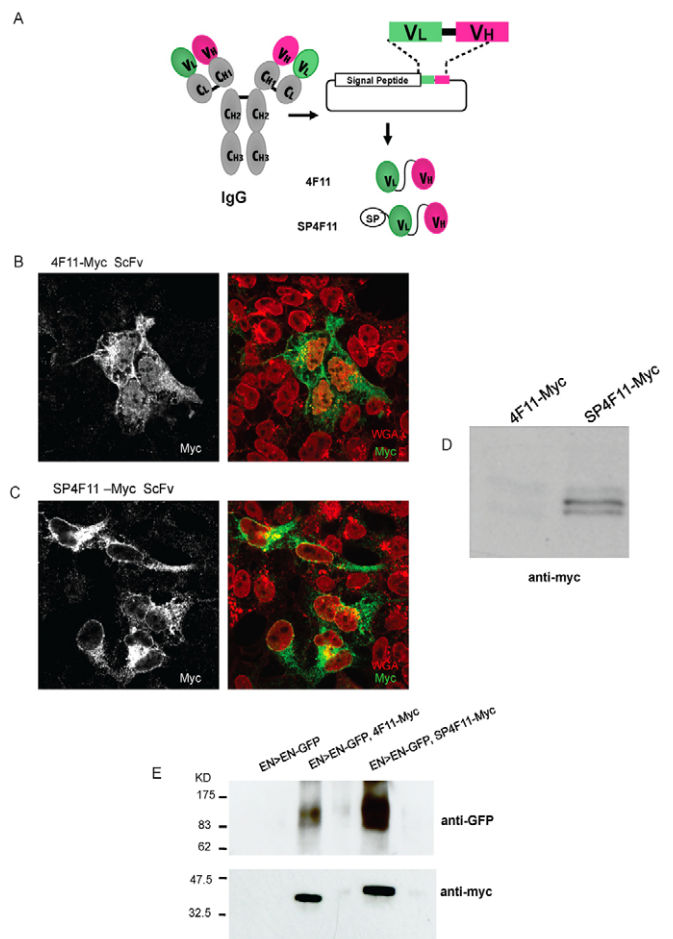 A
VL VH
Signal Peptide
VL VH CH1 CL
VH VL CH1 CL
CH2 CH2
CH3 CH3
IgG
4F11 VL VH
SP4F11 SP VL VH
B
4F11-Myc ScFv
Myc
WGA
Myc
C
SP4F11 –Myc ScFv
Myc
WGA
Myc
D
4F11-Myc
SP4F11-Myc
anti-myc
E
EN>EN-GFP
EN>EN-GFP, 4F11-Myc
EN>EN-GFP, SP4F11-Myc
KD
175
83
62
anti-GFP
47.5
32.5
anti-myc